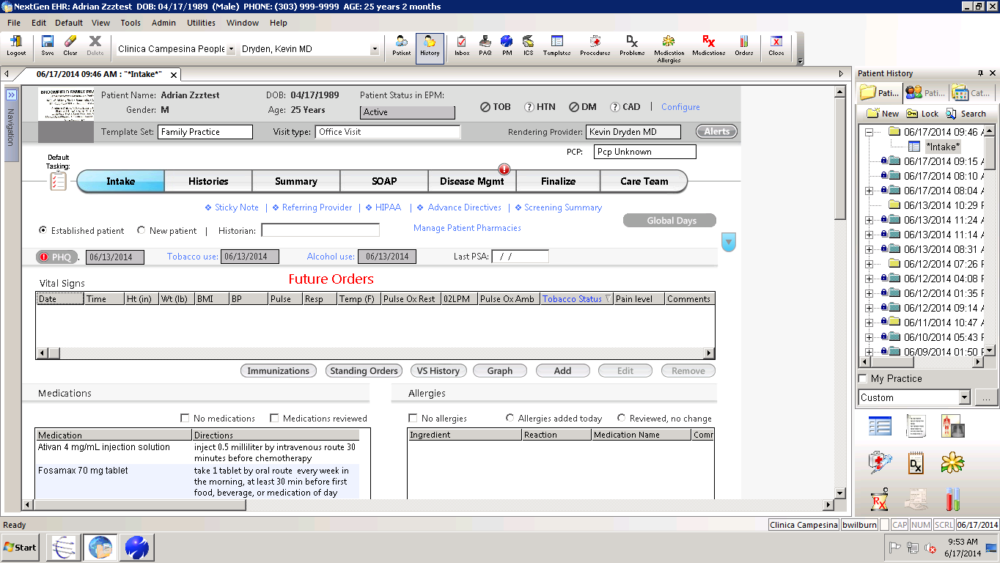 NextGen EHR: Adrian Zzztest  DOB: 04/17/1989  (Male)  PHONE: (303) 999-9999  AGE: 25 years 2 months
File Edit Default View Tools Admin Utilities Window Help
Logout Save Clear Delete Clinica Campesina People Dryden, Kevin MD Patient History Inbox PAQ PM ICS Templates Procedures Problems Medication Allergies Medications Orders Close
06/17/2014 09:46 AM : "*Intake*"
Navigation
BROOMFIELD FAMILY PRA
Patient Name: Adrian Zzztest DOB: 04/17/1989 Patient Status in EPM:
Gender: M Age: 25 Years Active
TOB HTN DM CAD | Configure
Template Set: Family Practice Visit type: Office Visit Rendering Provider: Kevin Dryden MD Alerts
PCP: Pcp Unknown
Default
Tasking:
Intake Histories Summary SOAP Disease Mgmt Finalize Care Team
Sticky Note | Referring Provider | HIPAA | Advance Directives | Screening Summary
Global Days
Established patient New patient | Historian: Manage Patient Pharmacies
PHQ . 06/13/2014 Tobacco use: 06/13/2014 Alcohol use: 06/13/2014 Last PSA: / /
Vital Signs Future Orders
Date Time Ht (in) Wt (lb) BMI BP Pulse Resp Temp (F) Pulse Ox Rest 02LPM Pulse Ox Amb Tobacco Status Pain level Comments
Immunizations Standing Orders VS History Graph Add Edit Remove
Medications
No medications Medications reviewed
Medication Directions
Ativan 4 mg/mL injection solution inject 0.5 milliliter by intravenous route 30
minutes before chemotherapy
Fosamax 70 mg tablet take 1 tablet by oral route every week in
the morning, at least 30 min before first
food, beverage, or medication of day
Allergies
No allergies Allergies added today Reviewed, no change
Ingredient Reaction Medication Name Comr
Patient History
Pati... Pati... Cat...
New Lock Search
06/17/2014 09:46 A
*Intake*
06/17/2014 09:15 A
06/17/2014 08:10 A
06/17/2014 08:04 A
06/13/2014 10:29 P
06/13/2014 11:24 A
06/13/2014 11:14 A
06/13/2014 08:31 A
06/12/2014 07:26 P
06/12/2014 04:08 P
06/12/2014 01:35 P
06/12/2014 09:14 A
06/11/2014 10:47 A
06/10/2014 05:43 P
06/09/2014 01:50 P
My Practice
Custom ...
Ready Clinica Campesina bwilburn CAP NUM SCRL 06/17/2014
Start 9:53 AM
6/17/2014